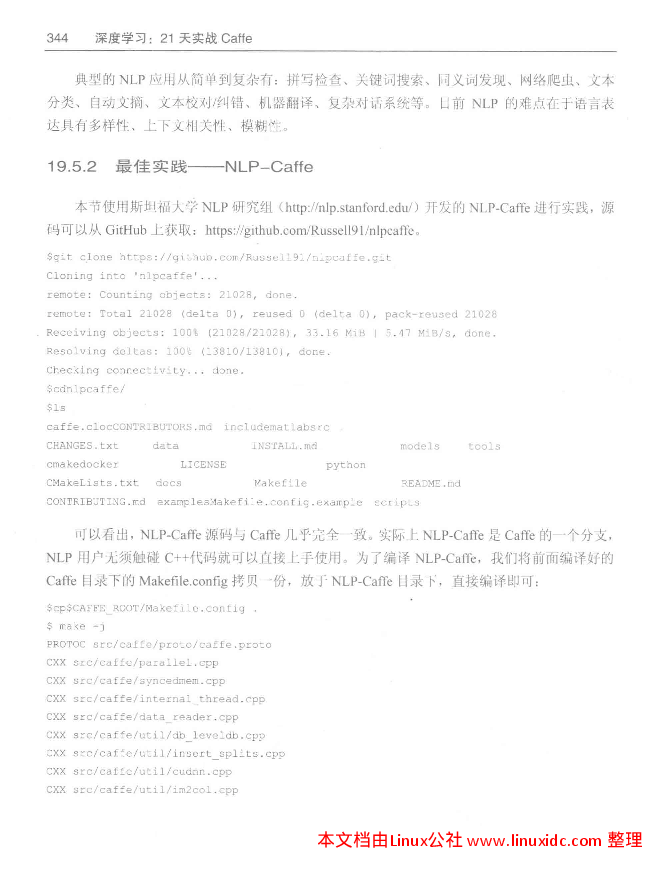 344 深度学习：21 天实战 Caffe
典型的 NLP 应用从简单到复杂有：拼写检查、关键词搜索、同义词发现、网络爬虫、文本
分类、自动文摘、文本校对/纠错、机器翻译、复杂对话系统等。目前 NLP 的难点在于语言表
达具有多样性、上下文相关性、模糊性。
19.5.2 最佳实践——NLP-Caffe
本节使用斯坦福大学 NLP 研究组（http://nlp.stanford.edu/）开发的 NLP-Caffe 进行实践，源
码可以从 GitHub 上获取：https://github.com/Russell91/nlpcaffe。
$git clone https://github.com/Russell91/nlpcaffe.git
Cloning into 'nlpcaffe'...
remote: Counting objects: 21028, done.
remote: Total 21028 (delta 0), reused 0 (delta 0), pack-reused 21028
Receiving objects: 100% (21028/21028), 33.16 MiB | 5.47 MiB/s, done.
Resolving deltas: 100% (13810/13810), done.
Checking connectivity... done.
$cdnlpcaffe/
$ls
caffe.clocCONTRIBUTORS.md includematlabsrc
CHANGES.txt data INSTALL.md models tools
cmakedocker LICENSE python
CMakeLists.txt docs Makefile README.md
CONTRIBUTING.md examplesMakefile.config.example scripts
可以看出，NLP-Caffe 源码与 Caffe 几乎完全一致。实际上 NLP-Caffe 是 Caffe 的一个分支，
NLP 用户无须触碰 C++代码就可以直接上手使用。为了编译 NLP-Caffe，我们将前面编译好的
Caffe 目录下的 Makefile.config 拷贝一份，放于 NLP-Caffe 目录下，直接编译即可：
$cp$CAFFE_ROOT/Makefile.config .
$ make -j
PROTOC src/caffe/proto/caffe.proto
CXX src/caffe/parallel.cpp
CXX src/caffe/syncedmem.cpp
CXX src/caffe/internal_thread.cpp
CXX src/caffe/data_reader.cpp
CXX src/caffe/util/db_leveldb.cpp
CXX src/caffe/util/insert_splits.cpp
CXX src/caffe/util/cudnn.cpp
CXX src/caffe/util/im2col.cpp
本文档由Linux公社 www.linuxidc.com 整理